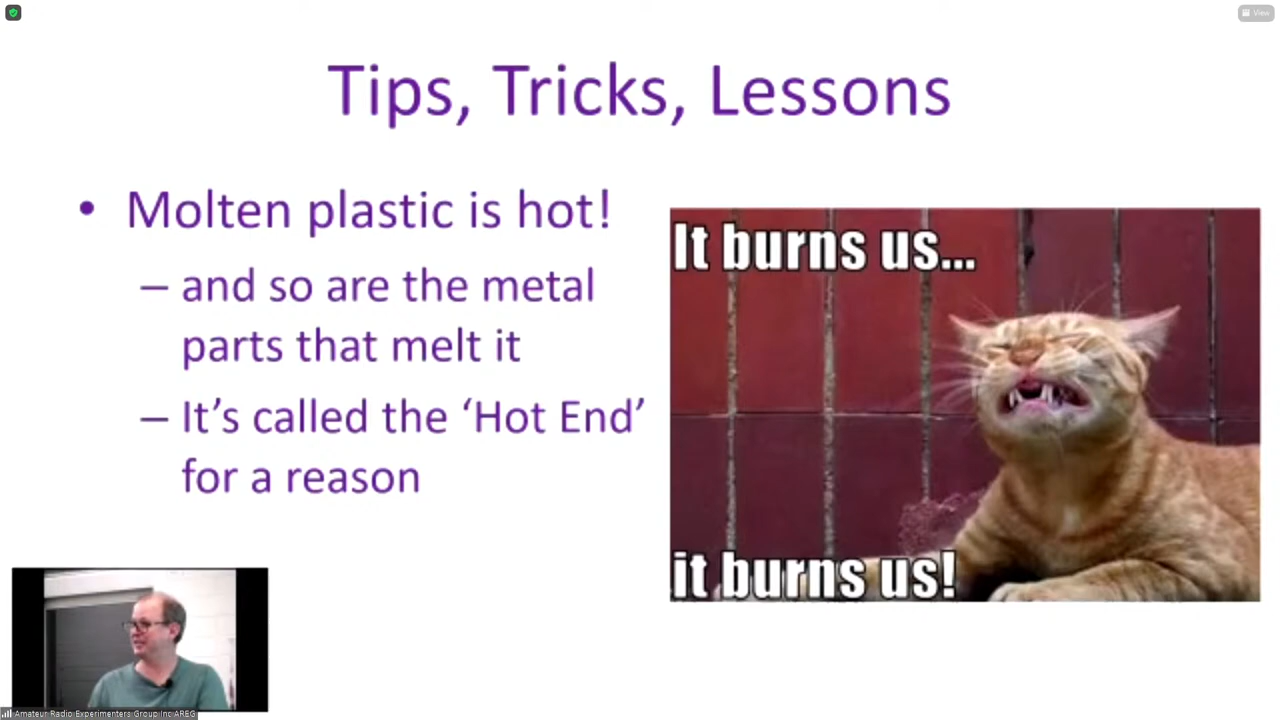 View
Tips, Tricks, Lessons
• Molten plastic is hot!
– and so are the metal
parts that melt it
– It’s called the ‘Hot End’
for a reason
It burns us...
it burns us!
Amateur Radio Experimenters Group Inc AREG